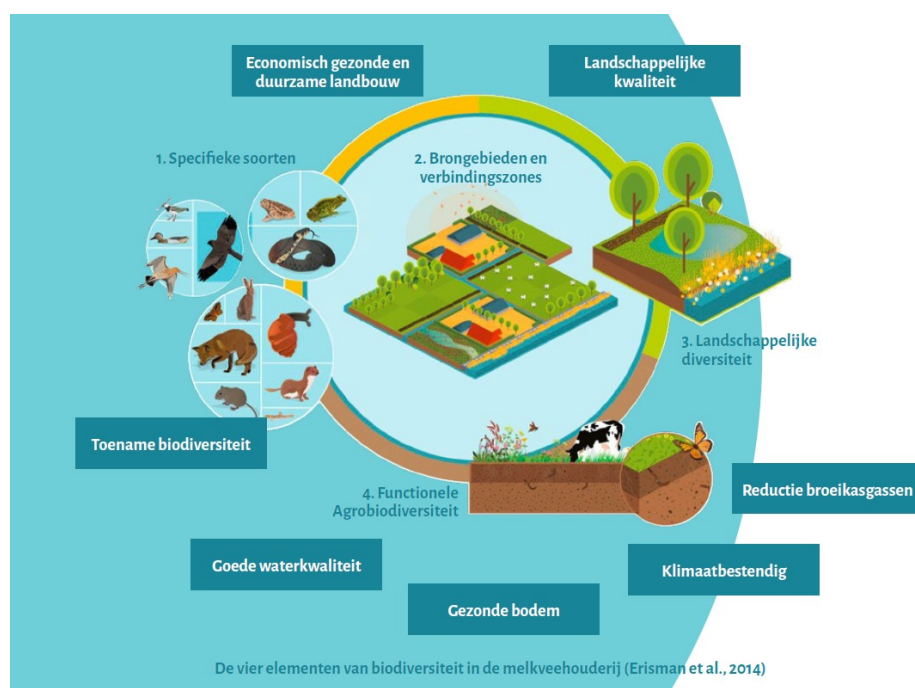 Economisch gezonde en
duurzame landbouw
Landschappelijke
kwaliteit
1. Specifieke soorten
2. Brongebieden en
verbindingszones
3. Landschappelijke
diversiteit
Toename biodiversiteit
4. Functionele
Agrobiodiversiteit
Reductie broeikasgassen
Goede waterkwaliteit
Klimaatbestendig
Gezonde bodem
De vier elementen van biodiversiteit in de melkveehouderij (Erisman et al., 2014)